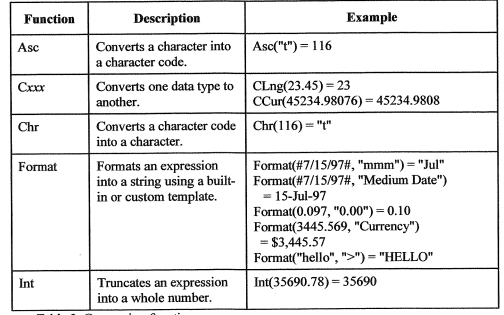 Function Description Example
Asc Converts a character into Asc("t") = 116
a character code.
Cxxx Converts one data type to CLng(23.45) = 23
another. CCur(45234.98076) = 45234.9808
Chr Converts a character code Chr(116) = "t"
into a character.
Format Formats an expression Format(#7/15/97#, "mmm") = "Jul"
into a string using a built- Format(#7/15/97#, "Medium Date")
in or custom template. = 15-Jul-97
Format(0.097, "0.00") = 0.10
Format(3445.569, "Currency")
= $3,445.57
Format("hello", ">") = "HELLO"
Int Truncates an expression Int(35690.78) = 35690
into a whole number.